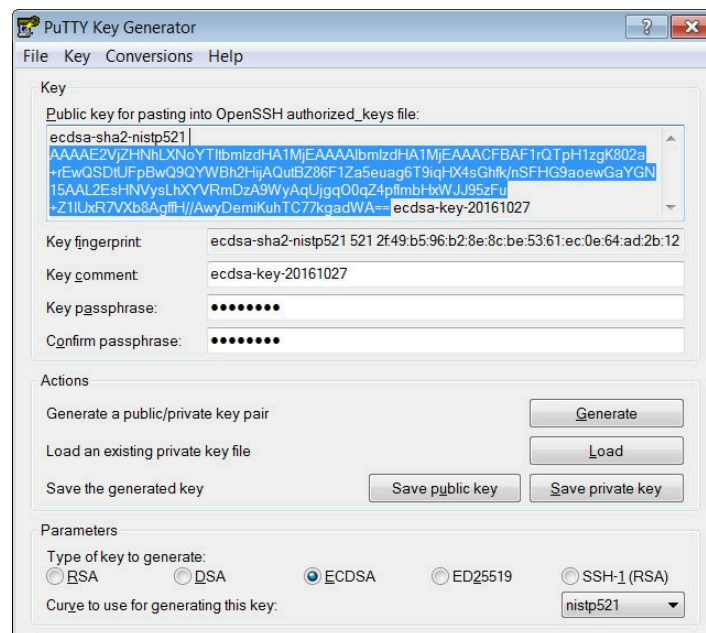 PuTTY Key Generator
File Key Conversions Help
Key
Public key for pasting into OpenSSH authorized_keys file:
ecdsa-sha2-nistp521
AAAAE2VjZHNhLXNoYTItbmlzdHA1MjEAAAAIbmlzdHA1MjEAAACFBAF1rQTpH1zgK802a
+rEwQSDtUFpBwQ9QYWBh2HijAQutBZ86F1Za5euag6T9iqHX4sGhfk/nSFHG9aoewGaYGN
15AAL2EsHNVysLhXYVRmDzA9WyAqUjgqO0qZ4pflmbHxWJJ95zFu
+Z1IUxR7VXb8AgffH//AwyDemiKuhTC77kgadWA== ecdsa-key-20161027
Key fingerprint: ecdsa-sha2-nistp521 521 2f:49:b5:96:b2:8e:8c:be:53:61:ec:0e:64:ad:2b:12
Key comment: ecdsa-key-20161027
Key passphrase: ●●●●●●●●
Confirm passphrase: ●●●●●●●●
Actions
Generate a public/private key pair Generate
Load an existing private key file Load
Save the generated key Save public key Save private key
Parameters
Type of key to generate:
RSA DSA ECDSA ED25519 SSH-1 (RSA)
Curve to use for generating this key: nistp521